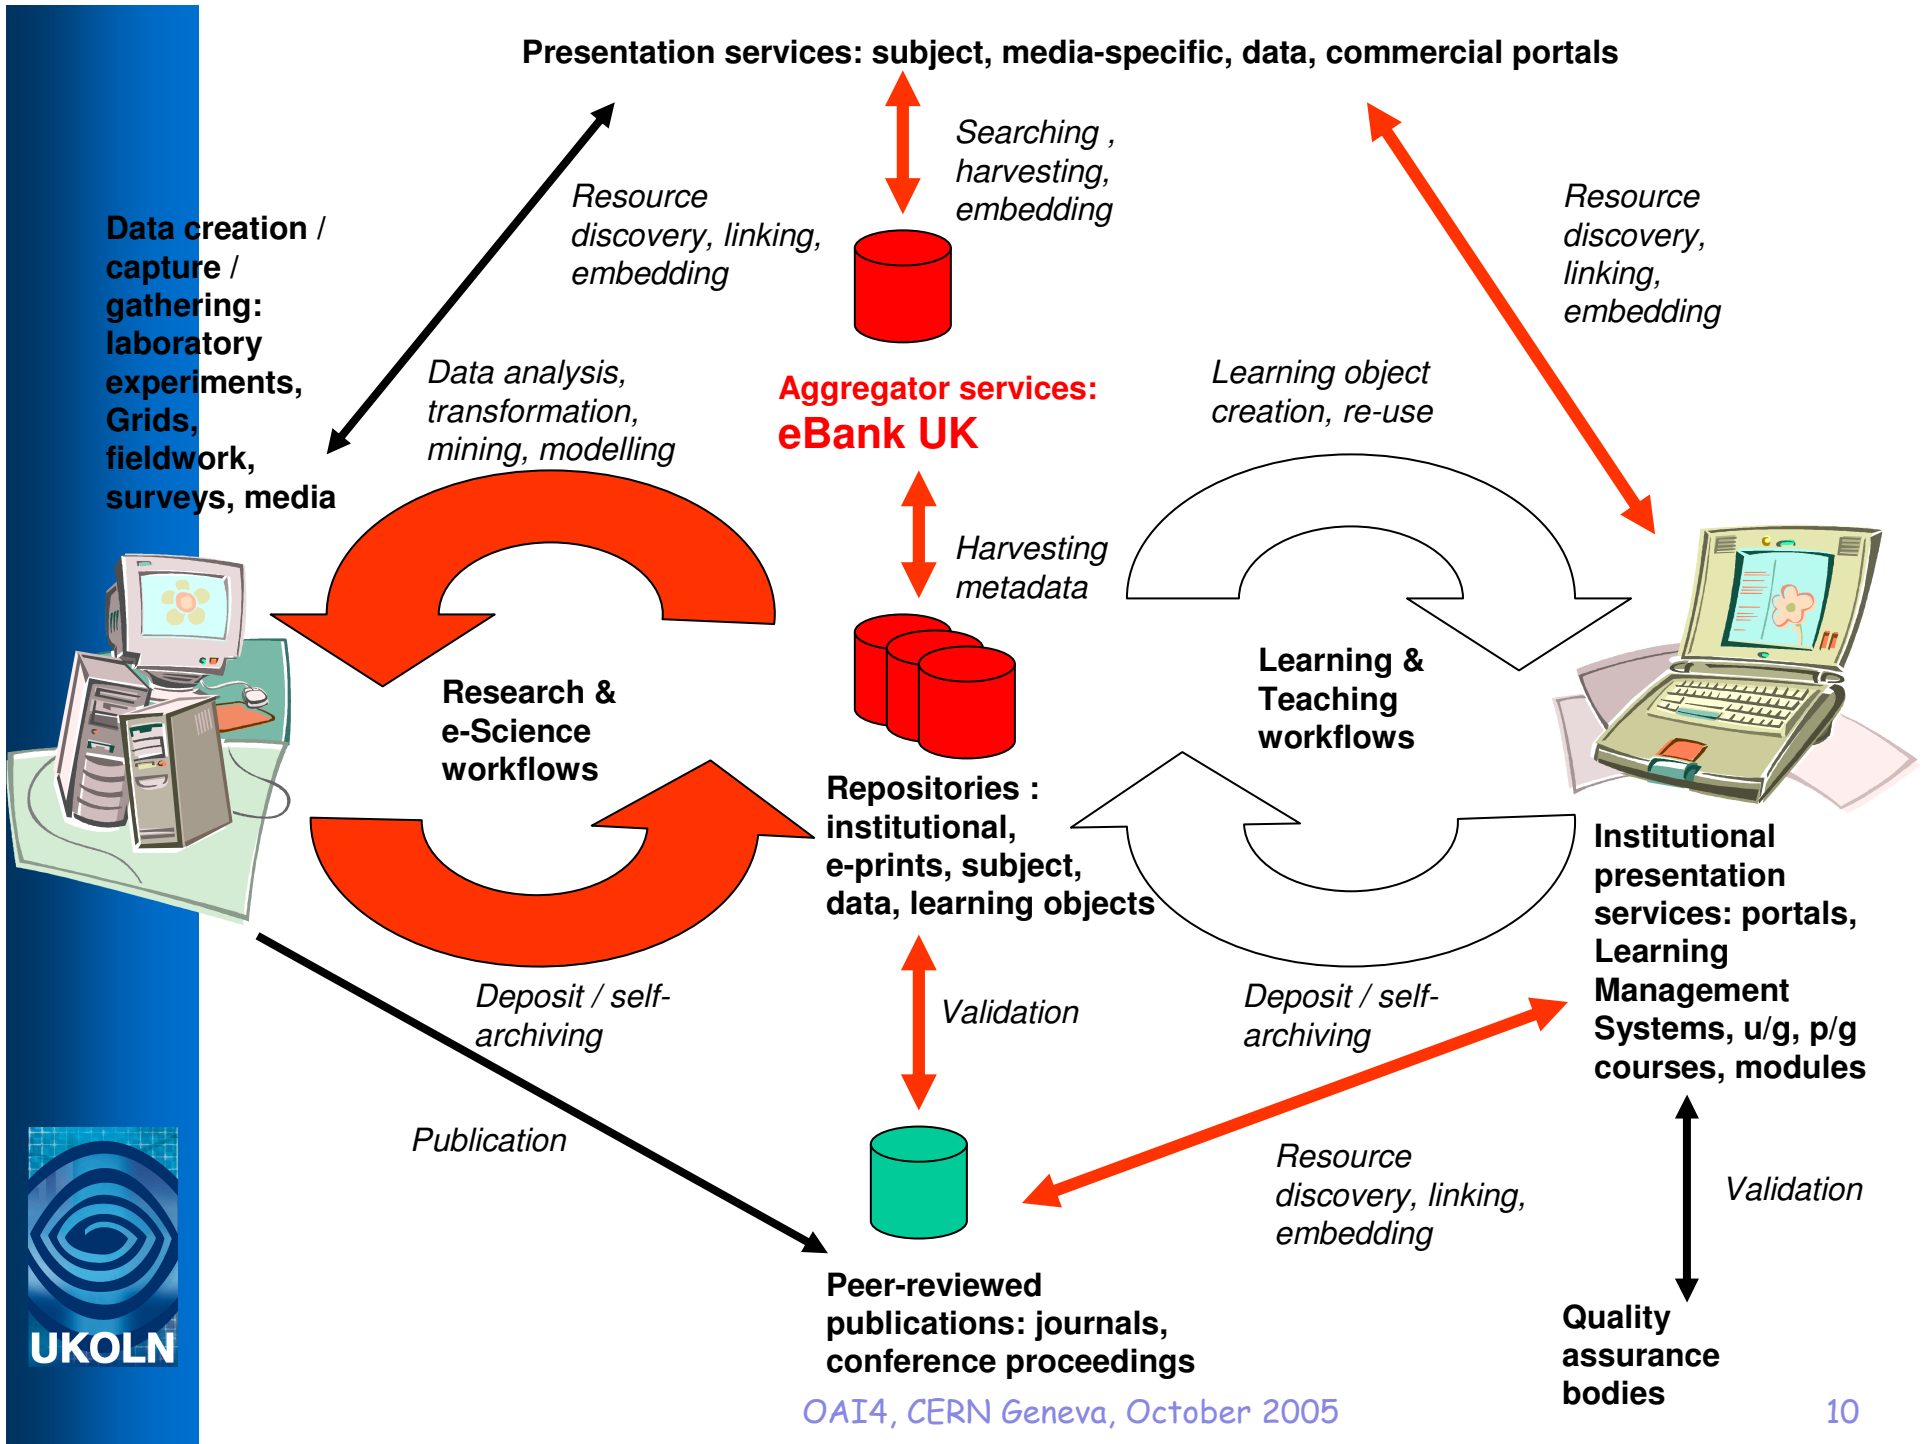 Presentation services: subject, media-specific, data, commercial portals
Searching ,
harvesting,
embedding
Resource
discovery, linking,
embedding
Resource
discovery,
linking,
embedding
Data creation /
capture /
gathering:
laboratory
experiments,
Grids,
fieldwork,
surveys, media
Data analysis,
transformation,
mining, modelling
Aggregator services:
eBank UK
Learning object
creation, re-use
Harvesting
metadata
Research &
e-Science
workflows
Learning &
Teaching
workflows
Repositories :
institutional,
e-prints, subject,
data, learning objects
Institutional
presentation
services: portals,
Learning
Management
Systems, u/g, p/g
courses, modules
Deposit / self-
archiving
Validation
Deposit / self-
archiving
Publication
Resource
discovery, linking,
embedding
Validation
Peer-reviewed
publications: journals,
conference proceedings
Quality
assurance
bodies
UKOLN
OAI4, CERN Geneva, October 2005
10